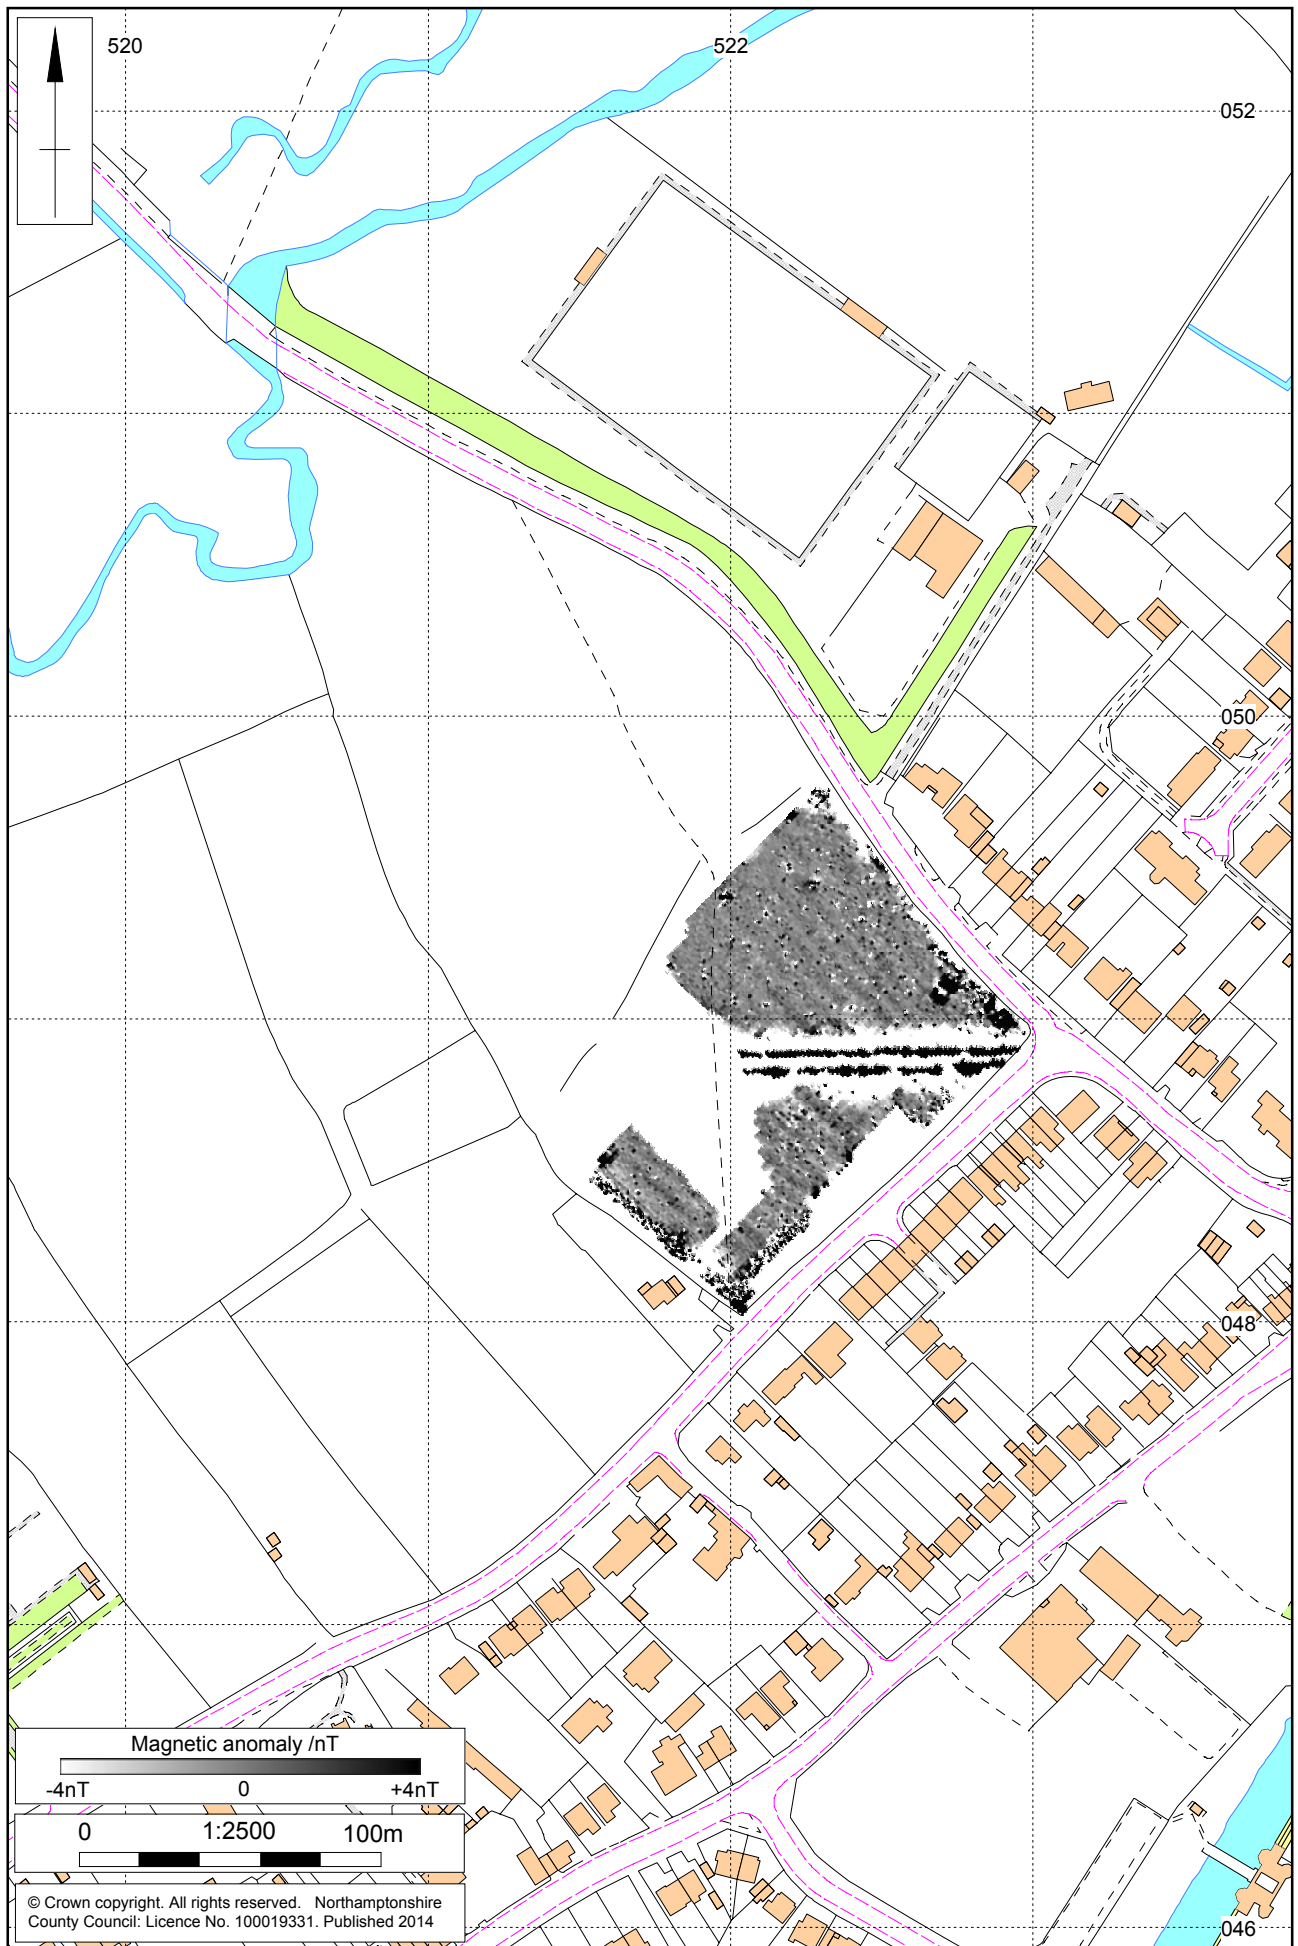 520
522
052
050
048
Magnetic anomaly /nT
-4nT 0 +4nT
0 1:2500 100m
© Crown copyright. All rights reserved. Northamptonshire
County Council: Licence No. 100019331. Published 2014
046